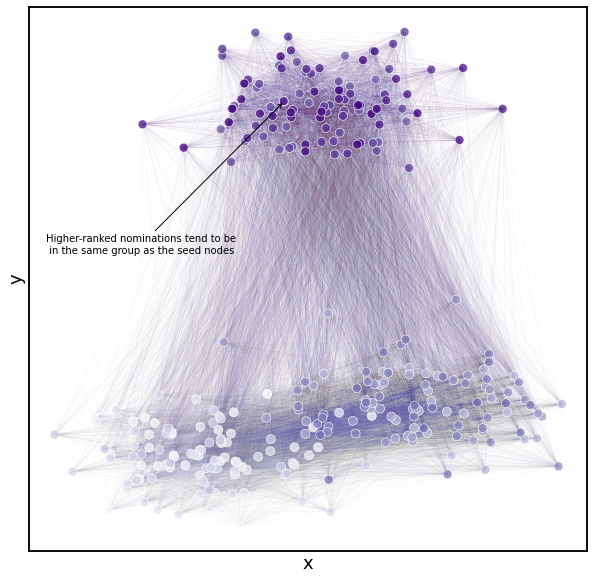 Higher-ranked nominations tend to be
in the same group as the seed nodes
y
x